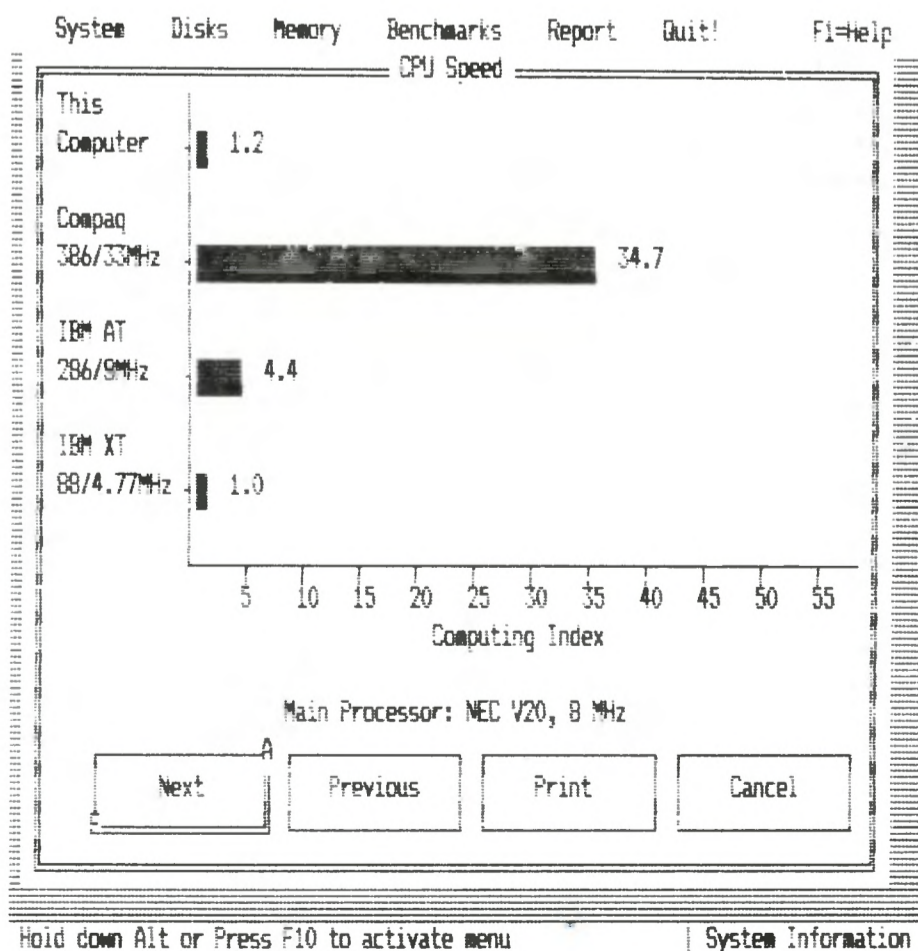 System Disks Memory Benchmarks Report Quit! F1=Help
CPU Speed
This
Computer 1.2
Compaq
386/33MHz 34.7
IBM AT
286/9MHz 4.4
IBM XT
88/4.77MHz 1.0
5 10 15 20 25 30 35 40 45 50 55
Computing Index
Main Processor: NEC V20, 8 MHz
Next Previous Print Cancel
Hold down Alt or Press F10 to activate menu | System Information